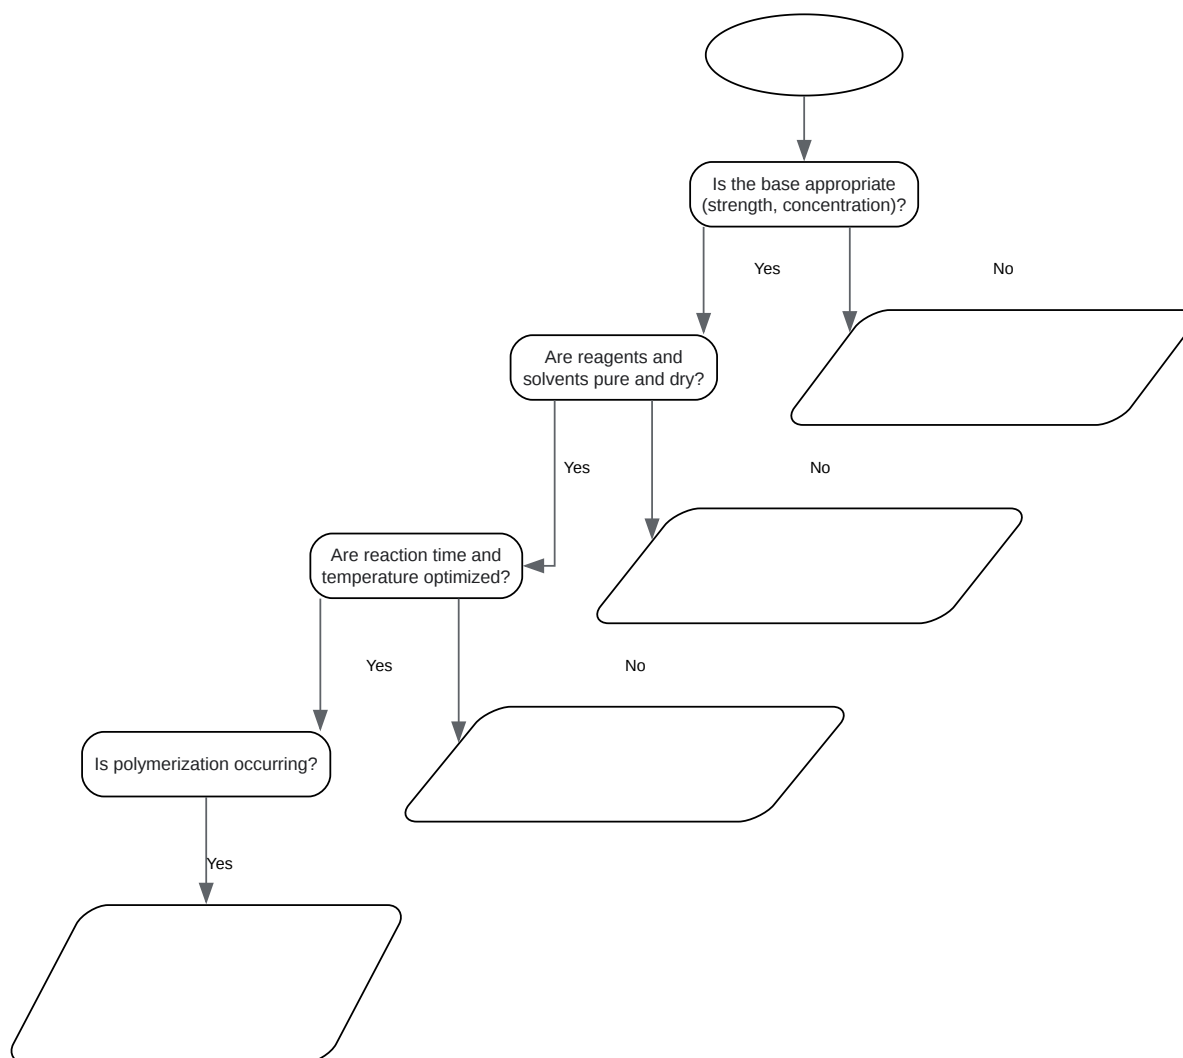 Is the base appropriate
(strength, concentration)?
Yes
No
Are reagents and
solvents pure and dry?
Yes
No
Are reaction time and
temperature optimized?
Yes
No
Is polymerization occurring?
Yes